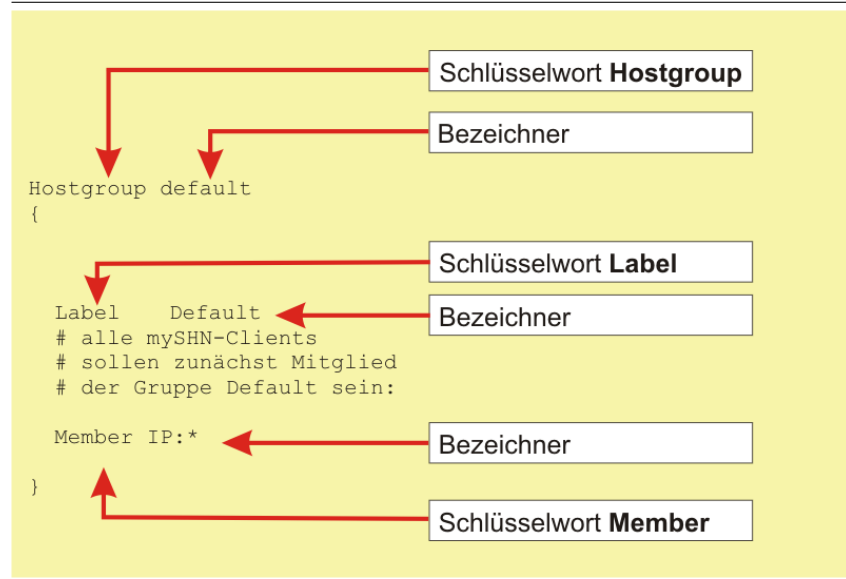 Schlüsselwort Hostgroup
Bezeichner
Hostgroup default
{
Schlüsselwort Label
Label Default
Bezeichner
# alle mySHN-Clients
# sollen zunächst Mitglied
# der Gruppe Default sein:
Member IP:*
Bezeichner
}
Schlüsselwort Member